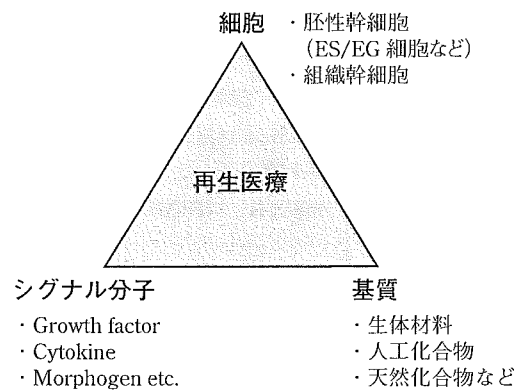 細胞
・胚性幹細胞
（ES/EG 細胞など）
・組織幹細胞
再生医療
シグナル分子
・Growth factor
・Cytokine
・Morphogen etc.
基質
・生体材料
・人工化合物
・天然化合物など